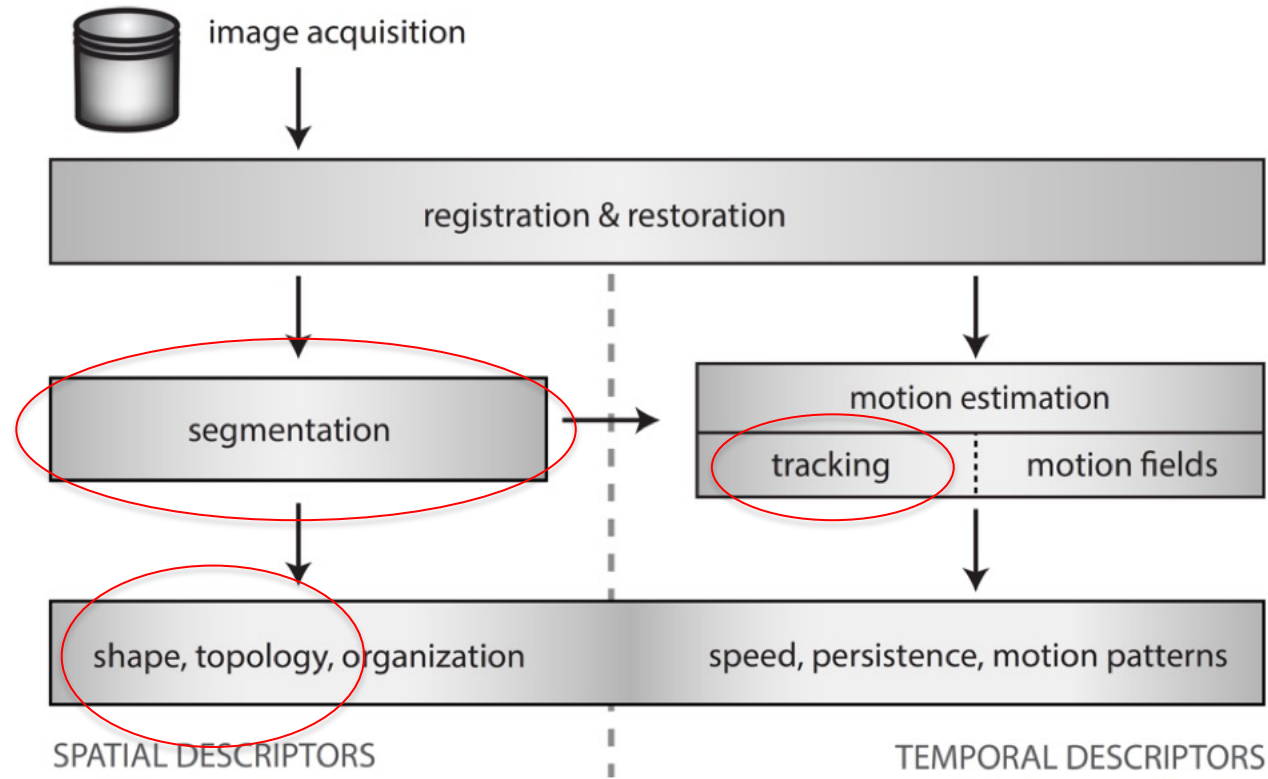 image acquisition
registration & restoration
segmentation
motion estimation
tracking
motion fields
shape, topology, organization
speed, persistence, motion patterns
SPATIAL DESCRIPTORS
TEMPORAL DESCRIPTORS